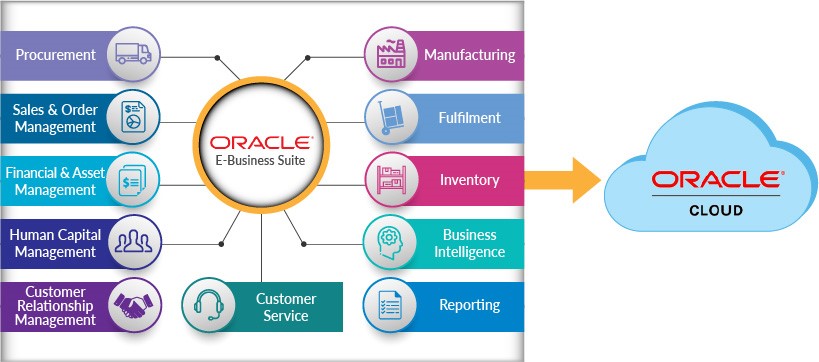 Procurement
Sales & Order
Management
Financial & Asset
Management
Human Capital
Management
Customer
Relationship
Management
ORACLE®
E-Business Suite
Customer
Service
Manufacturing
Fulfilment
Inventory
Business
Intelligence
Reporting
ORACLE®
CLOUD